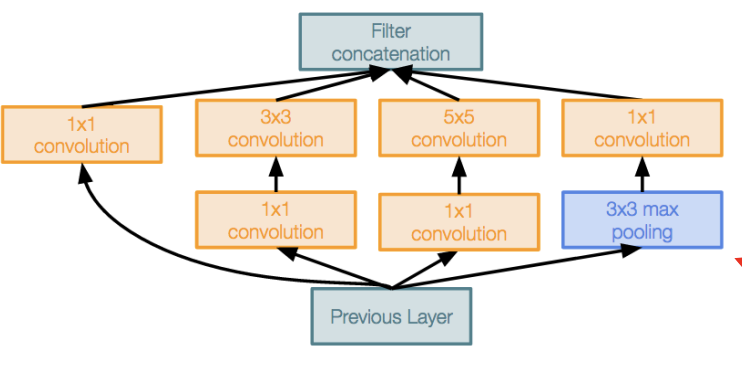 Filter
concatenation
1x1
convolution
3x3
convolution
5x5
convolution
1x1
convolution
1x1
convolution
1x1
convolution
3x3 max
pooling
Previous Layer